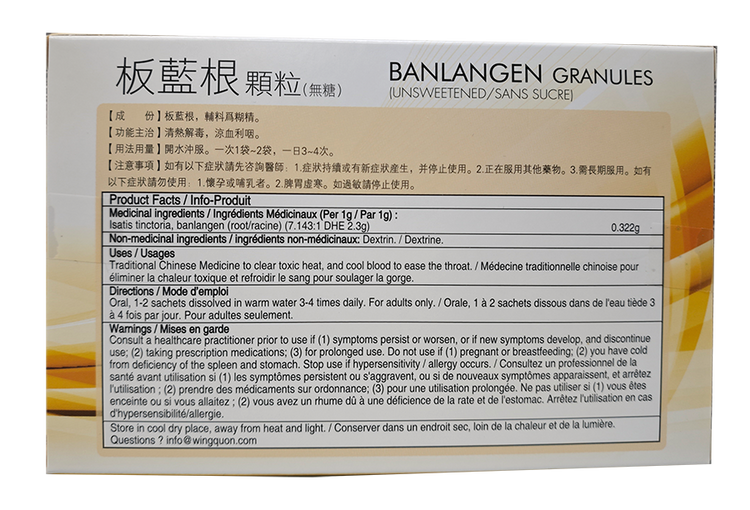 板藍根 顆粒(無糖)
BANLANGEN GRANULES
(UNSWEETENED/SANS SUCRE)
【成　份】板藍根，輔料爲糊精。
【功能主治】清熱解毒，涼血利咽。
【用法用量】開水沖服。一次1袋~2袋，一日3~4次。
【注意事項】如有以下症狀請先咨詢醫師：1.症狀持續或有新症狀産生，并停止使用。2.正在服用其他藥物。3.需長期服用。如有
以下症狀請勿使用：1.懷孕或哺乳者。2.脾胃虛寒。如過敏請停止使用。
Product Facts / Info-Produit
Medicinal ingredients / Ingrédients Médicinaux (Per 1g / Par 1g) :
Isatis tinctoria, banlangen (root/racine) (7.143:1 DHE 2.3g) 0.322g
Non-medicinal ingredients / ingrédients non-médicinaux: Dextrin. / Dextrine.
Uses / Usages
Traditional Chinese Medicine to clear toxic heat, and cool blood to ease the throat. / Médecine traditionnelle chinoise pour
éliminer la chaleur toxique et refroidir le sang pour soulager la gorge.
Directions / Mode d'emploi
Oral, 1-2 sachets dissolved in warm water 3-4 times daily. For adults only. / Orale, 1 à 2 sachets dissous dans de l'eau tiède 3
à 4 fois par jour. Pour adultes seulement.
Warnings / Mises en garde
Consult a healthcare practitioner prior to use if (1) symptoms persist or worsen, or if new symptoms develop, and discontinue
use; (2) taking prescription medications; (3) for prolonged use. Do not use if (1) pregnant or breastfeeding; (2) you have cold
from deficiency of the spleen and stomach. Stop use if hypersensitivity / allergy occurs. / Consultez un professionnel de la
santé avant utilisation si (1) les symptômes persistent ou s'aggravent, ou si de nouveaux symptômes apparaissent, et arrêtez
l'utilisation ; (2) prendre des médicaments sur ordonnance; (3) pour une utilisation prolongée. Ne pas utiliser si (1) vous êtes
enceinte ou si vous allaitez ; (2) vous avez un rhume dû à une déficience de la rate et de l'estomac. Arrêtez l'utilisation en cas
d'hypersensibilité/allergie.
Store in cool dry place, away from heat and light. / Conserver dans un endroit sec, loin de la chaleur et de la lumière.
Questions ? info@wingquon.com